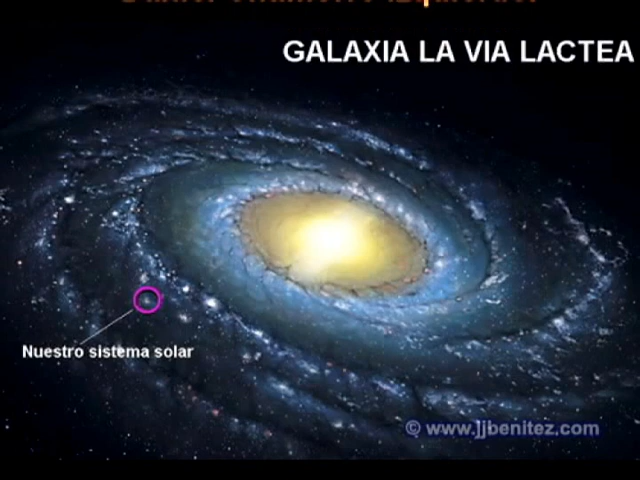 GALAXIA LA VIA LACTEA
Nuestro sistema solar
© www.jjbenitez.com